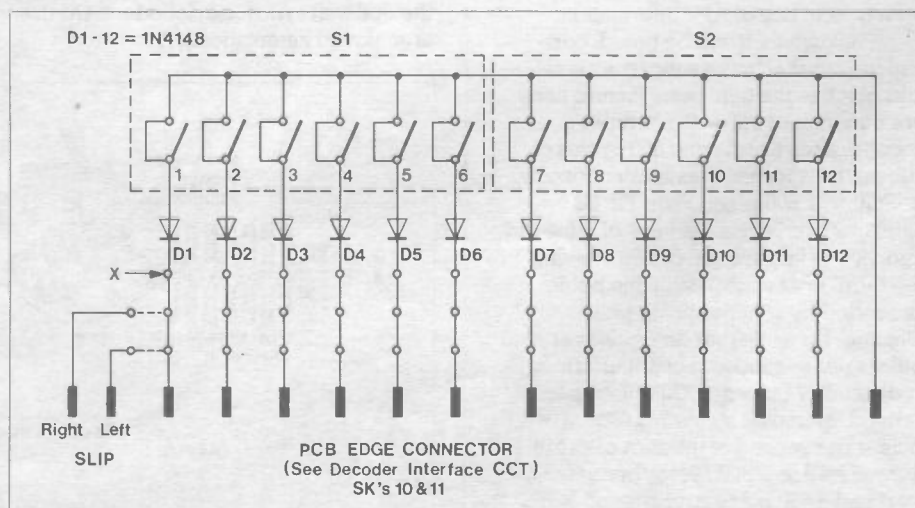 D1-12 = 1N4148 S1 S2
1 2 3 4 5 6 7 8 9 10 11 12
D1 D2 D3 D4 D5 D6 D7 D8 D9 D10 D11 D12
X
Right Left
SLIP
PCB EDGE CONNECTOR
(See Decoder Interface CCT)
SK's 10 & 11